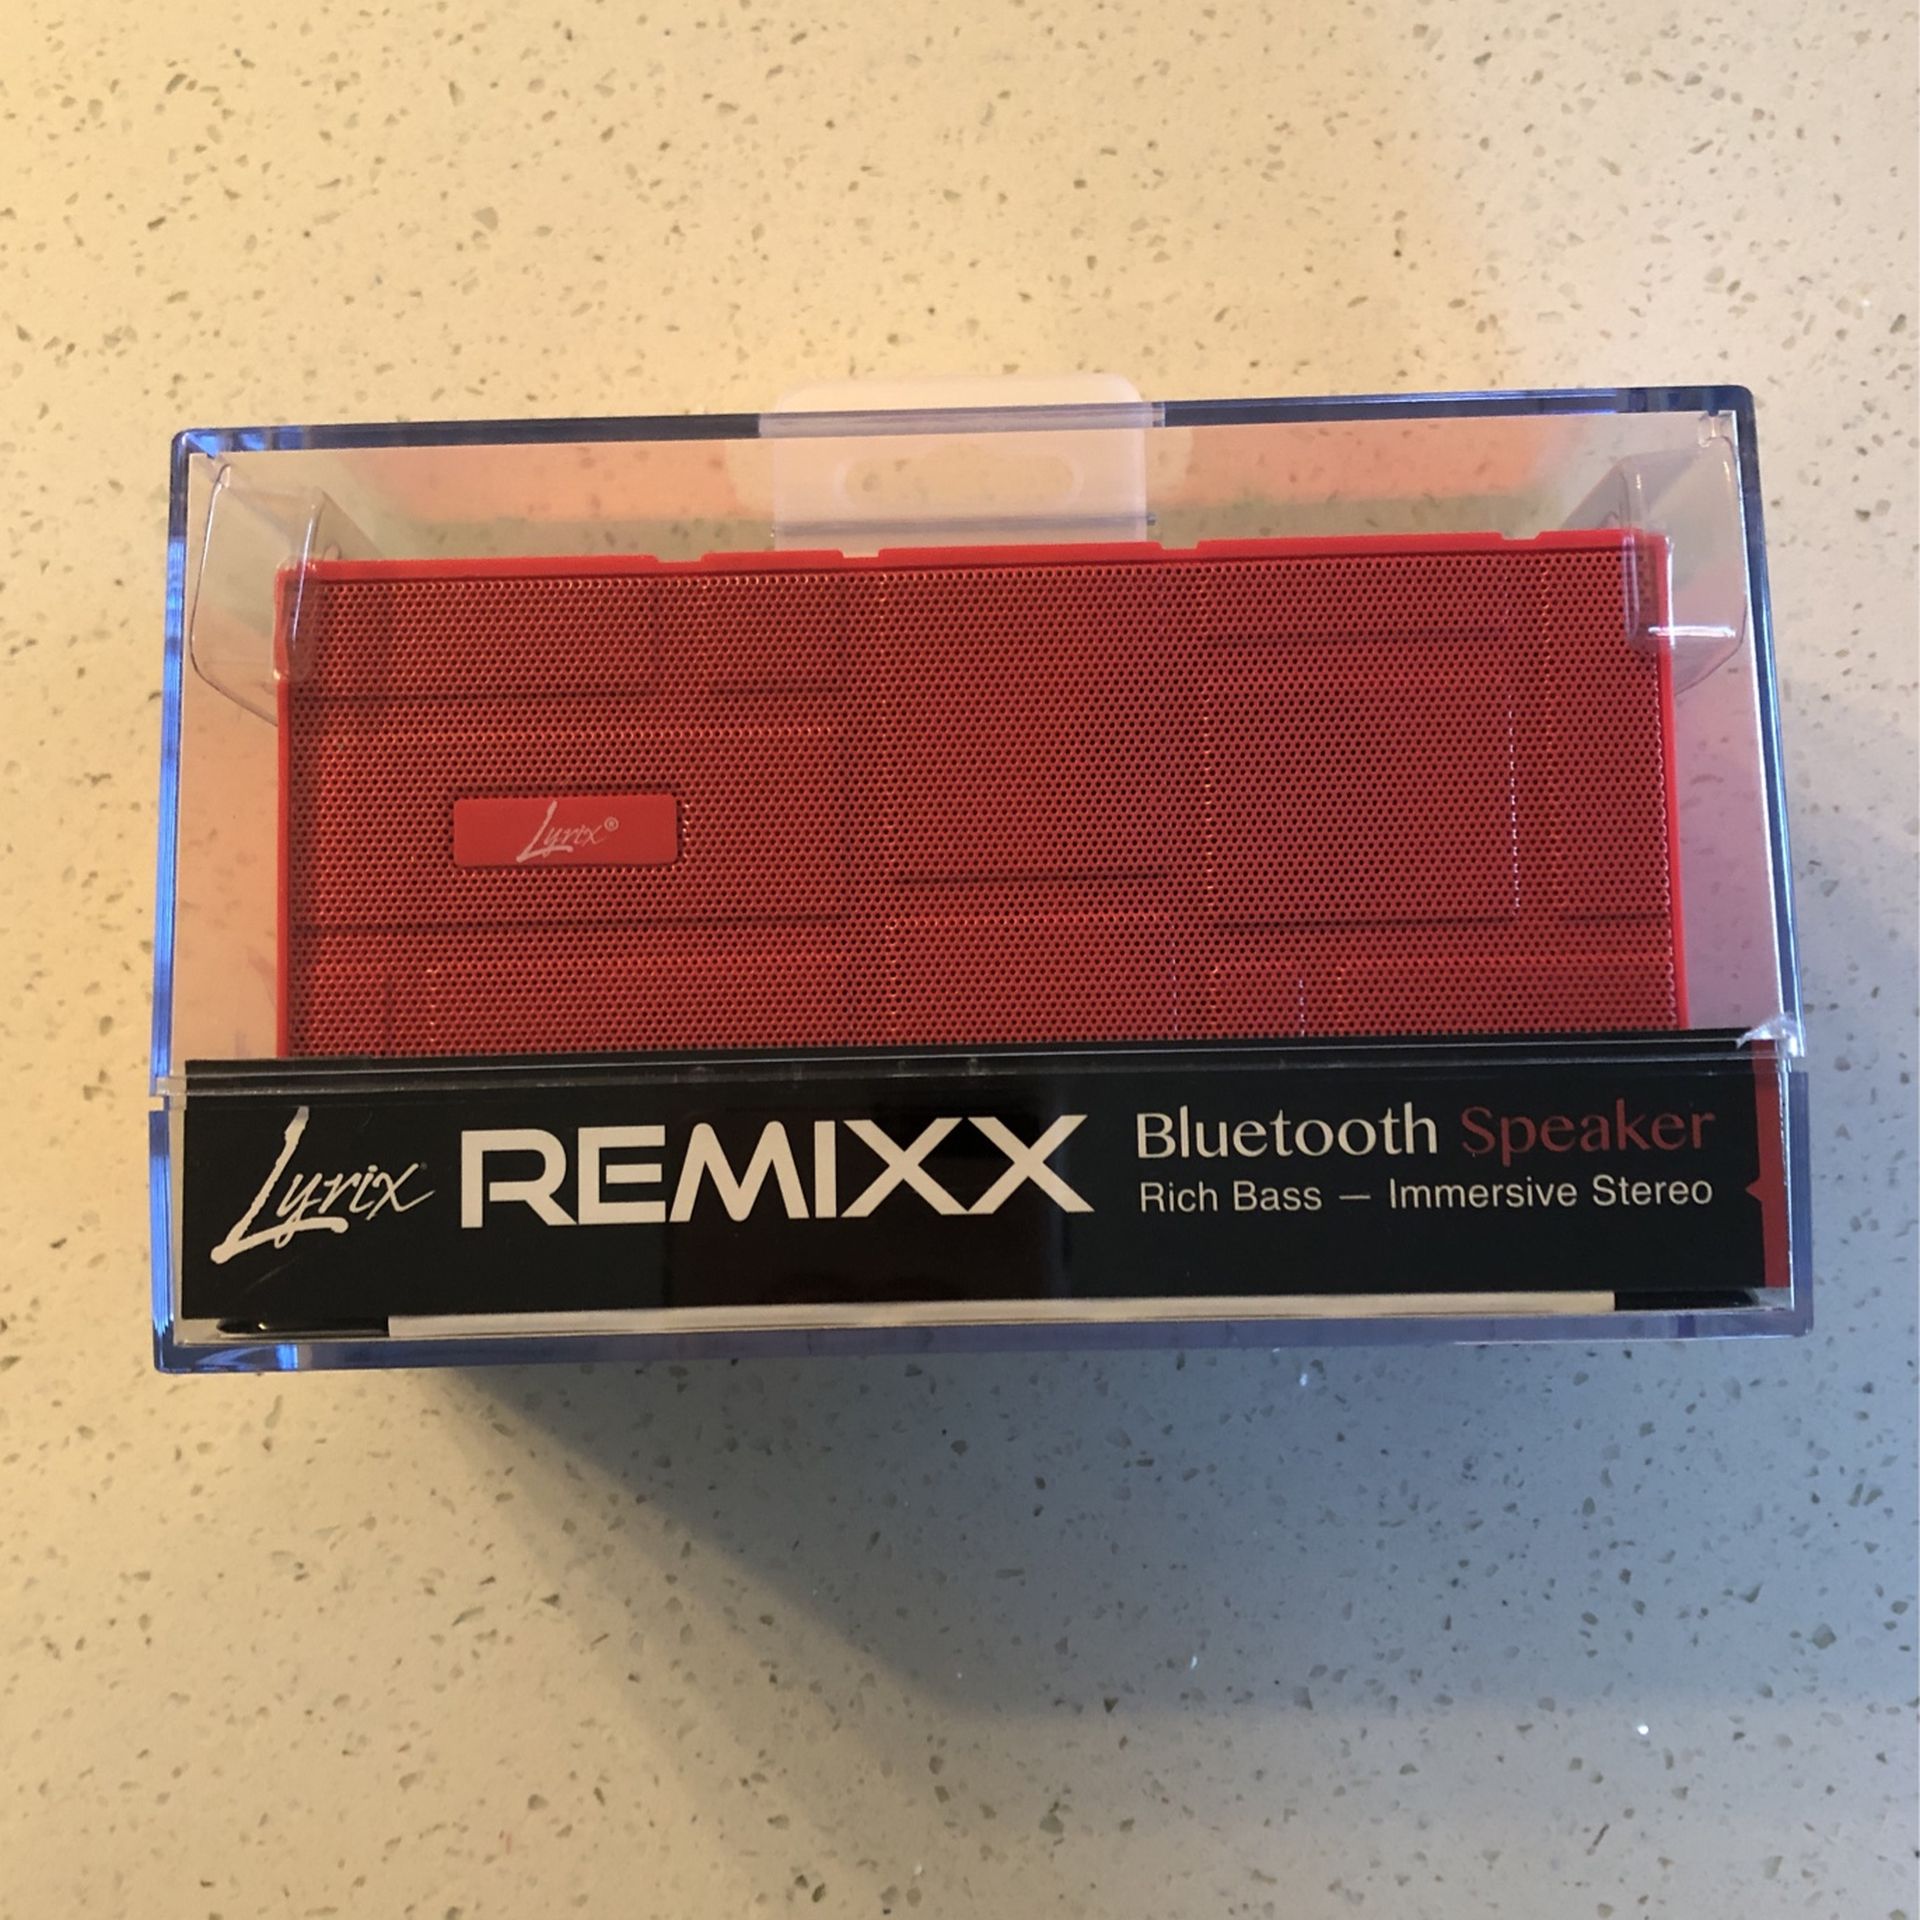 Lyrix®
Lyrix REMIXX Bluetooth Speaker
Rich Bass — Immersive Stereo